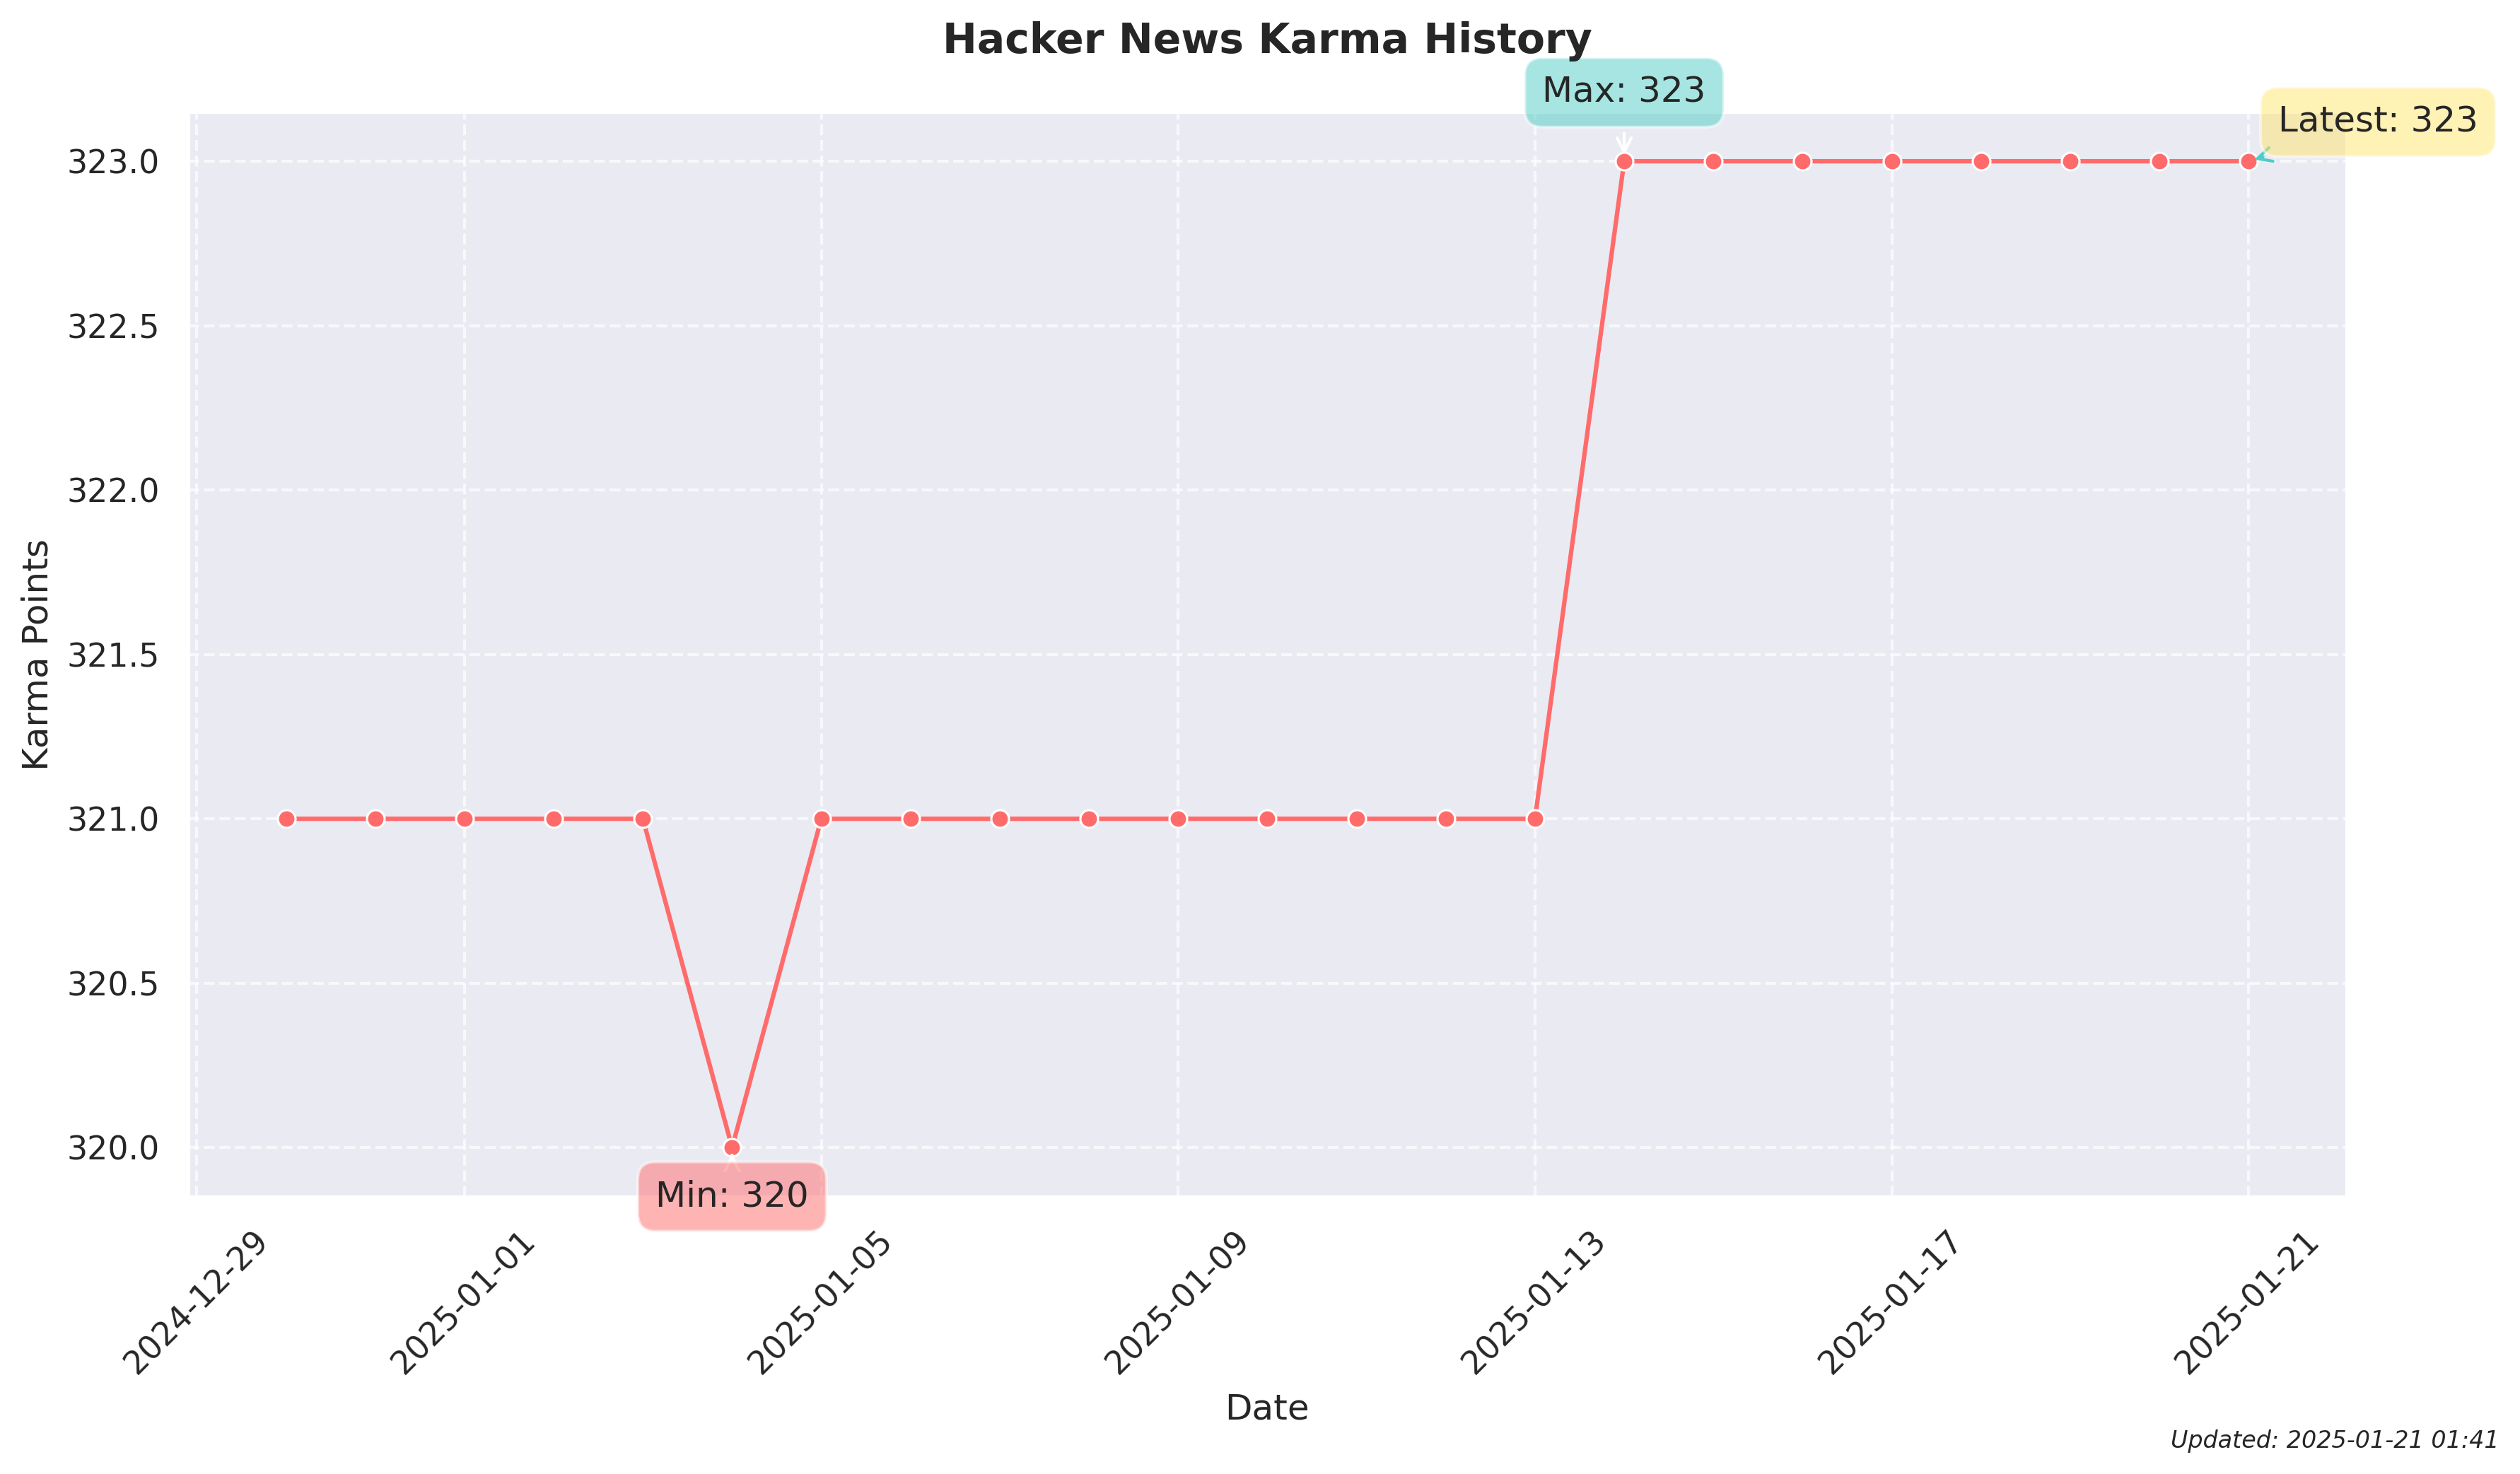 Hacker News Karma History
Max: 323
Latest: 323
323.0
322.5
322.0
321.5
321.0
320.5
320.0
Karma Points
Min: 320
2024-12-29
2025-01-01
2025-01-05
2025-01-09
2025-01-13
2025-01-17
2025-01-21
Date
Updated: 2025-01-21 01:41